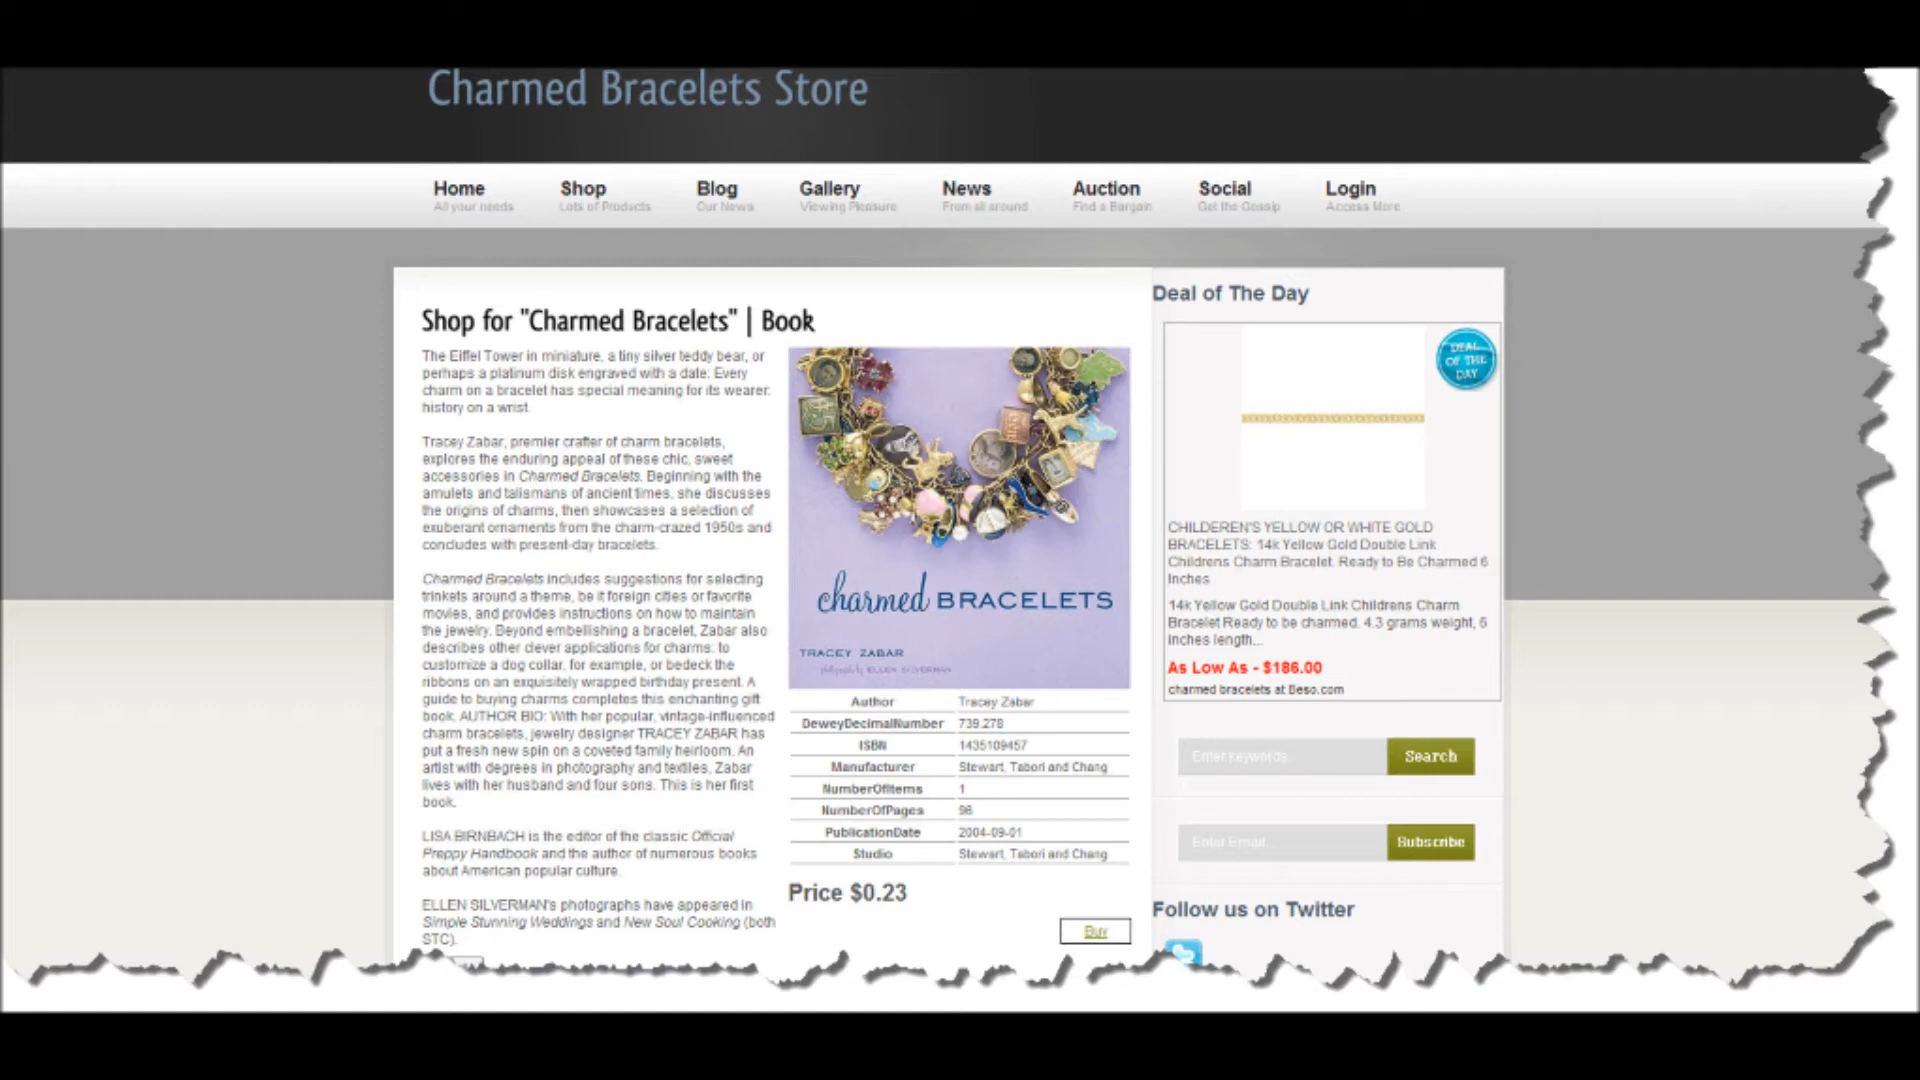 Charmed Bracelets Store
Home Shop Blog Gallery News Auction Social Login
All your needs Lots of Products Our News Viewing Pleasure From all around Find a Bargain Get the Gossip Access More
Shop for "Charmed Bracelets" | Book
The Eiffel Tower in miniature, a tiny silver teddy bear, or
perhaps a platinum disk engraved with a date: Every
charm on a bracelet has special meaning for its wearer:
history on a wrist.
Tracey Zabar, premier crafter of charm bracelets,
explores the enduring appeal of these chic, sweet
accessories in Charmed Bracelets. Beginning with the
amulets and talismans of ancient times, she discusses
the origins of charms, then showcases a selection of
exuberant ornaments from the charm-crazed 1950s and
concludes with present-day bracelets.
Charmed Bracelets includes suggestions for selecting
trinkets around a theme, be it foreign cities or favorite
movies, and provides instructions on how to maintain
the jewelry. Beyond embellishing a bracelet, Zabar also
describes other clever applications for charms: to
customize a dog collar, for example, or bedeck the
ribbons on an exquisitely wrapped birthday present. A
guide to buying charms completes this enchanting gift
book. AUTHOR BIO: With her popular, vintage-influenced
charm bracelets, jewelry designer TRACEY ZABAR has
put a fresh new spin on a coveted family heirloom. An
artist with degrees in photography and textiles, Zabar
lives with her husband and four sons. This is her first
book.
LISA BIRNBACH is the editor of the classic Official
Preppy Handbook and the author of numerous books
about American popular culture.
ELLEN SILVERMAN's photographs have appeared in
Simple Stunning Weddings and New Soul Cooking (both
STC).
charmed BRACELETS
TRACEY ZABAR
photographs by ELLEN SILVERMAN
Author Tracey Zabar
DeweyDecimalNumber 739.278
ISBN 1435109457
Manufacturer Stewart, Tabori and Chang
NumberOfItems 1
NumberOfPages 96
PublicationDate 2004-09-01
Studio Stewart, Tabori and Chang
Price $0.23
Buy
Deal of The Day
DEAL
OF THE
DAY
CHILDEREN'S YELLOW OR WHITE GOLD
BRACELETS: 14k Yellow Gold Double Link
Childrens Charm Bracelet. Ready to Be Charmed 6
Inches
14k Yellow Gold Double Link Childrens Charm
Bracelet Ready to be charmed. 4.3 grams weight, 6
inches length...
As Low As - $186.00
charmed bracelets at Beso.com
Enter keywords... Search
Enter Email... Subscribe
Follow us on Twitter